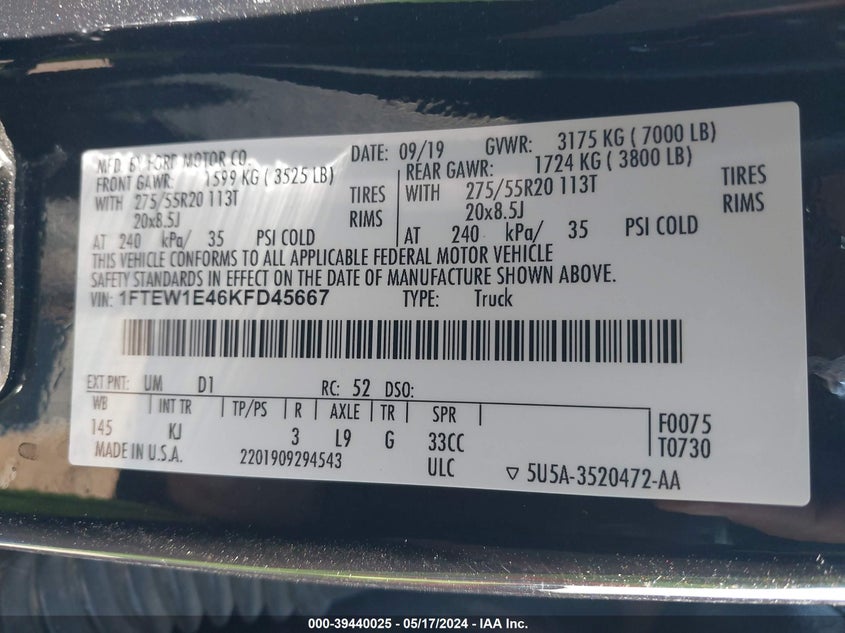 MFD. BY FORD MOTOR CO. DATE: 09/19 GVWR: 3175 KG ( 7000 LB)
FRONT GAWR: 1599 KG ( 3525 LB) REAR GAWR: 1724 KG ( 3800 LB)
WITH 275/55R20 113T TIRES WITH 275/55R20 113T TIRES
20x8.5J RIMS 20x8.5J RIMS
AT 240 kPa/ 35 PSI COLD AT 240 kPa/ 35 PSI COLD
THIS VEHICLE CONFORMS TO ALL APPLICABLE FEDERAL MOTOR VEHICLE
SAFETY STANDARDS IN EFFECT ON THE DATE OF MANUFACTURE SHOWN ABOVE.
VIN: 1FTEW1E46KFD45667 TYPE: Truck
EXT PNT: UM D1 RC: 52 DSO:
WB INT TR TP/PS R AXLE TR SPR F0075
145 KJ 3 L9 G 33CC T0730
MADE IN U.S.A. 2201909294543 ULC ▽ 5U5A-3520472-AA
000-39440025 - 05/17/2024 - IAA Inc.